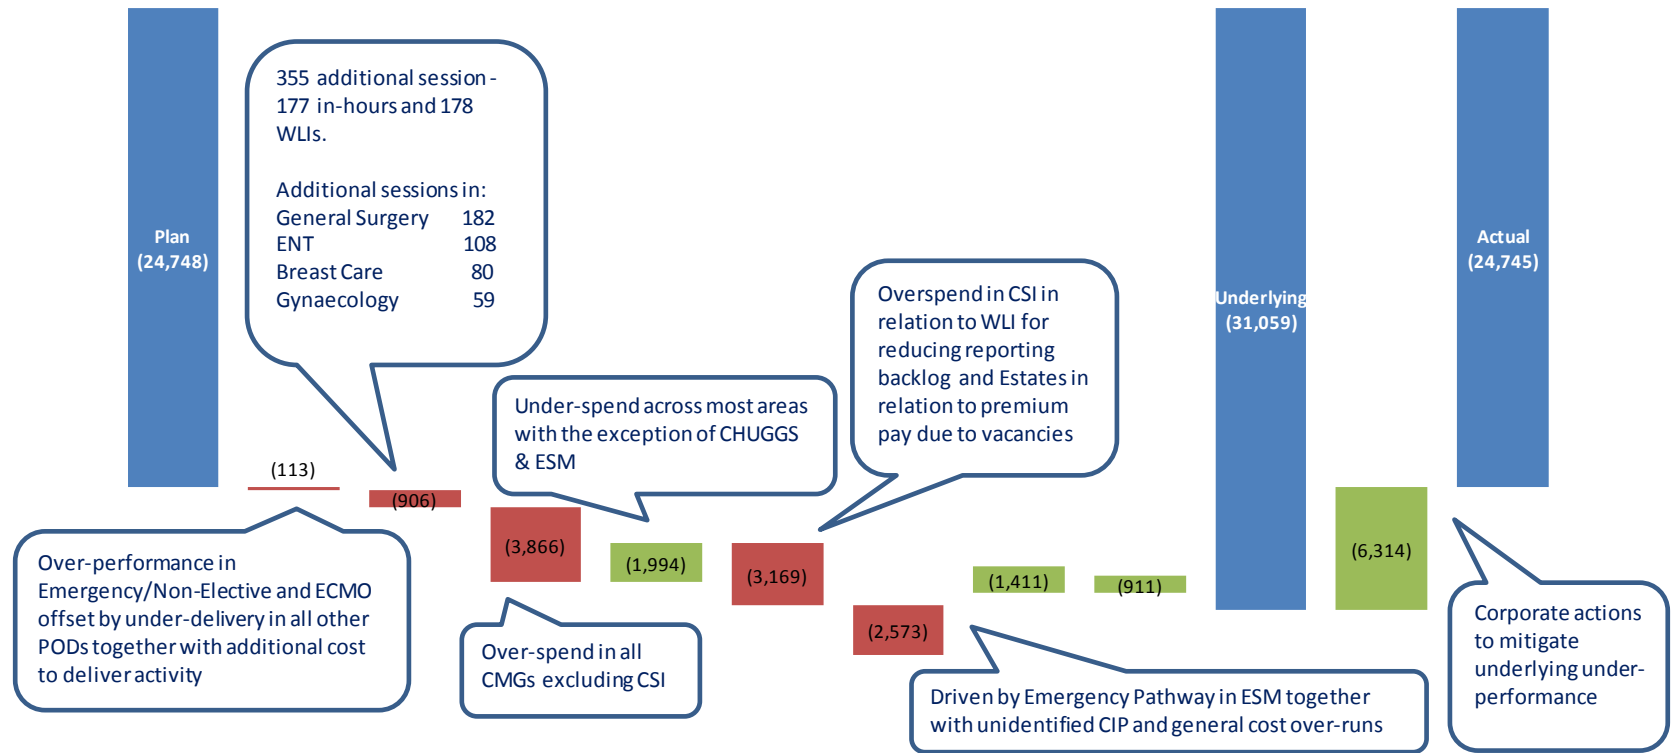 355 additional session -
177 in-hours and 178
WLIs.
Additional sessions in:
General Surgery 182
ENT 108
Breast Care 80
Gynaecology 59
Plan
(24,748)
Actual
(24,745)
Underlying
(31,059)
Overspend in CSI in
relation to WLI for
reducing reporting
backlog and Estates in
relation to premium
pay due to vacancies
Under-spend across most areas
with the exception of CHUGGS
& ESM
(113)
(906)
(3,866)
(1,994)
(3,169)
(2,573)
(1,411)
(911)
(6,314)
Over-performance in
Emergency/Non-Elective and ECMO
offset by under-delivery in all other
PODs together with additional cost
to deliver activity
Over-spend in all
CMGs excluding CSI
Driven by Emergency Pathway in ESM together
with unidentified CIP and general cost over-runs
Corporate actions
to mitigate
underlying under-
performance